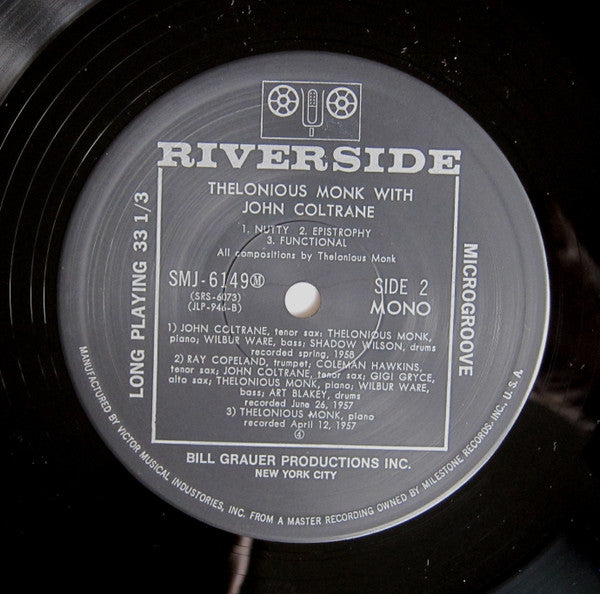 RIVERSIDE
THELONIOUS MONK WITH
JOHN COLTRANE
1. NUTTY 2. EPISTROPHY
3. FUNCTIONAL
All compositions by Thelonious Monk
SMJ-6149Ⓜ SIDE 2
(SRS-6073) MONO
(JLP-946-B)
1) JOHN COLTRANE, tenor sax; THELONIOUS MONK,
piano; WILBUR WARE, bass; SHADOW WILSON, drums
recorded spring, 1958
2) RAY COPELAND, trumpet; COLEMAN HAWKINS,
tenor sax; JOHN COLTRANE, tenor sax; GIGI GRYCE,
alto sax; THELONIOUS MONK, piano; WILBUR WARE,
bass; ART BLAKEY, drums
recorded June 26, 1957
3) THELONIOUS MONK, piano
recorded April 12, 1957
④
BILL GRAUER PRODUCTIONS INC.
NEW YORK CITY
LONG PLAYING 33 1/3
MICROGROOVE
MANUFACTURED BY VICTOR MUSICAL INDUSTRIES, INC. FROM A MASTER RECORDING OWNED BY MILESTONE RECORDS, INC., U.S.A.